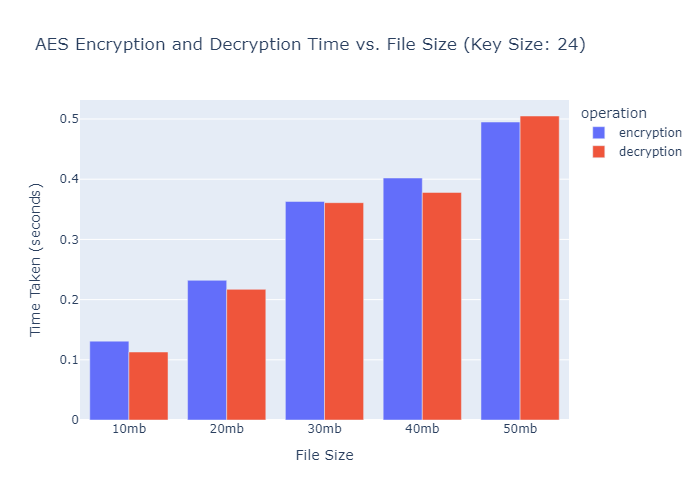 AES Encryption and Decryption Time vs. File Size (Key Size: 24)
operation
encryption
decryption
Time Taken (seconds)
0.5
0.4
0.3
0.2
0.1
0
10mb 20mb 30mb 40mb 50mb
File Size